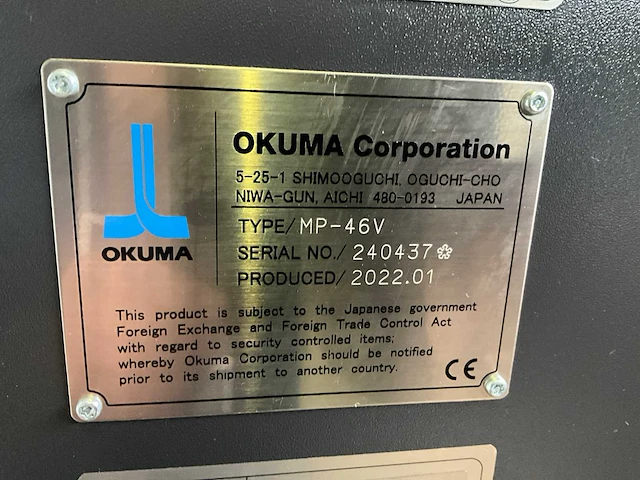 OKUMA
OKUMA Corporation
5-25-1 SHIMOOGUCHI, OGUCHI-CHO
NIWA-GUN, AICHI 480-0193 JAPAN
TYPE/MP-46V
SERIAL NO./240437
PRODUCED/2022.01
This product is subject to the Japanese government
Foreign Exchange and Foreign Trade Control Act
with regard to security controlled items;
whereby Okuma Corporation should be notified
prior to its shipment to another country.
CE